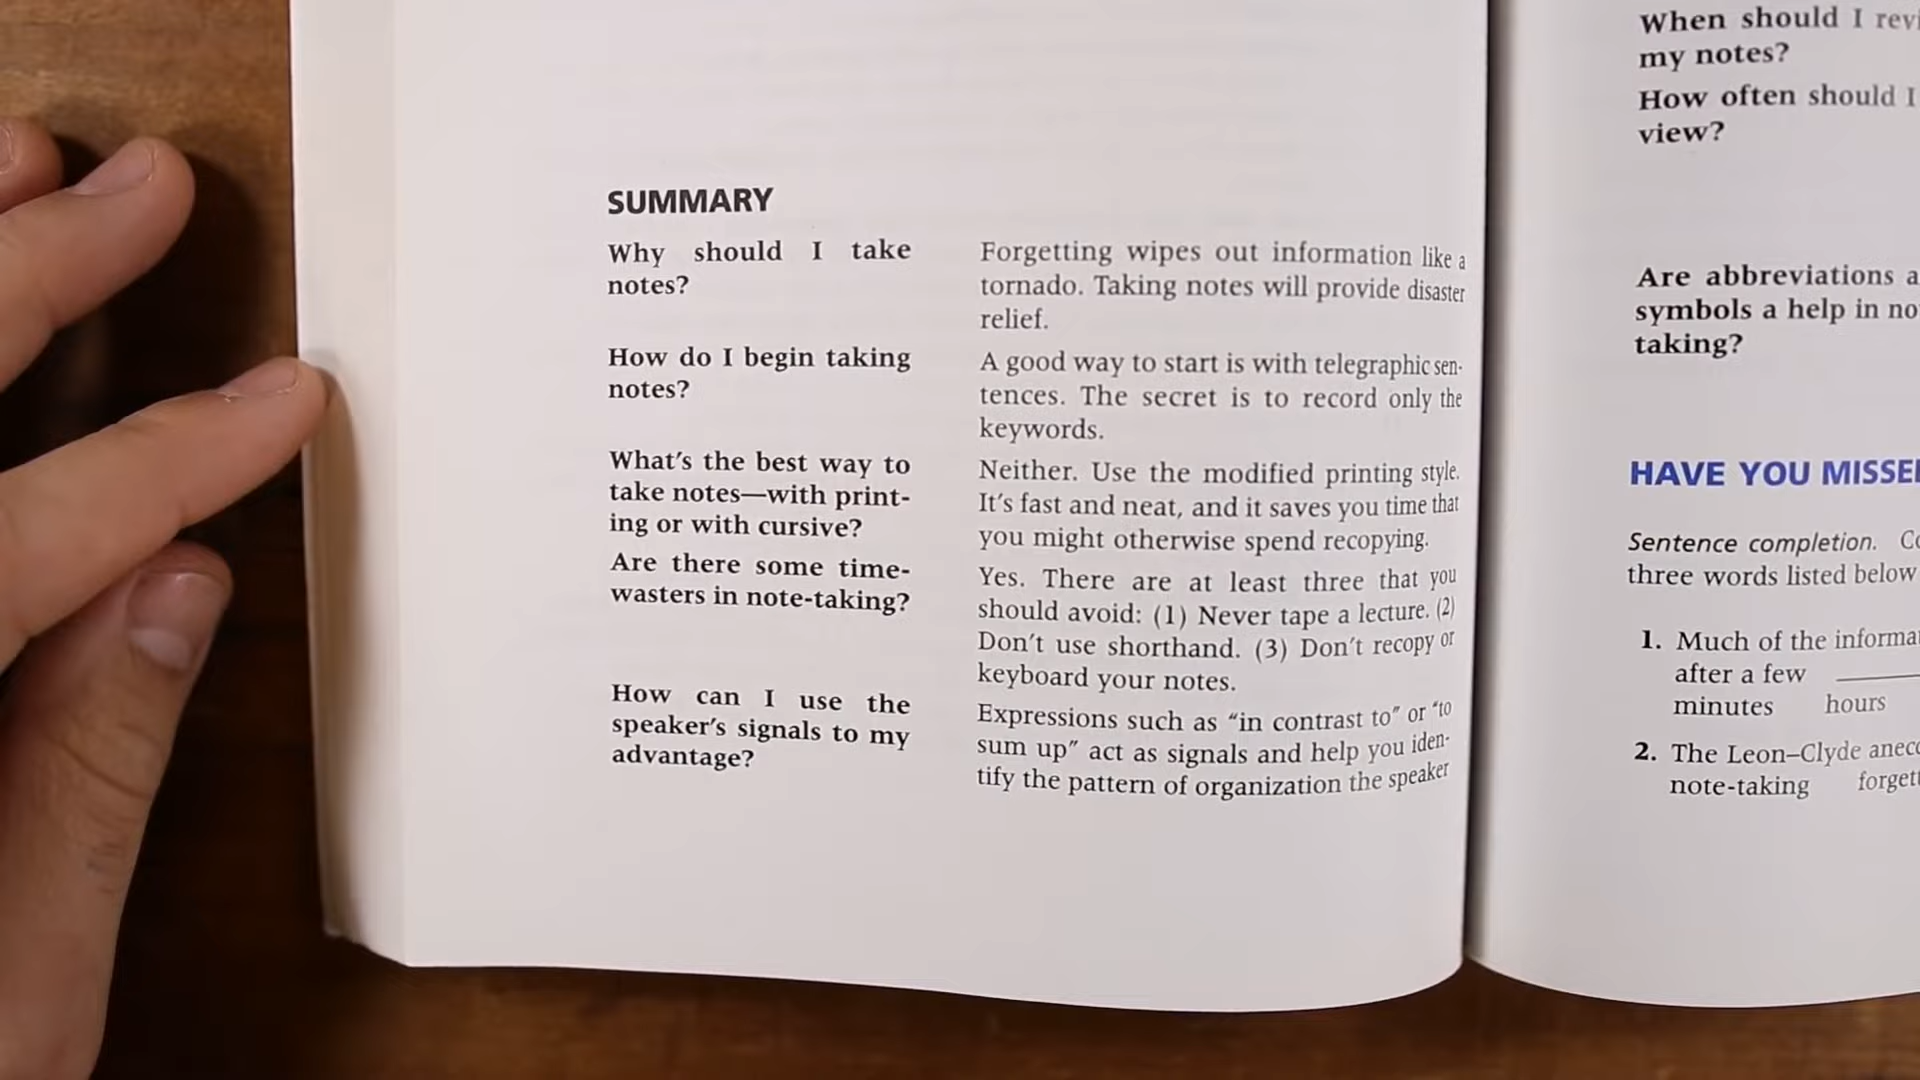 SUMMARY
Why should I take
notes?
Forgetting wipes out information like a
tornado. Taking notes will provide disaster
relief.
How do I begin taking
notes?
A good way to start is with telegraphic sen-
tences. The secret is to record only the
keywords.
What's the best way to
take notes—with print-
ing or with cursive?
Neither. Use the modified printing style.
It's fast and neat, and it saves you time that
you might otherwise spend recopying.
Are there some time-
wasters in note-taking?
Yes. There are at least three that you
should avoid: (1) Never tape a lecture. (2)
Don't use shorthand. (3) Don't recopy or
keyboard your notes.
How can I use the
speaker's signals to my
advantage?
Expressions such as “in contrast to” or “to
sum up” act as signals and help you iden-
tify the pattern of organization the speaker
When should I
my notes?
How often should I
view?
Are abbreviations
symbols a help in
taking?
HAVE YOU
Sentence completion.
three words listed below
1. Much of the
after a few
minutes hours
2. The Leon–Clyde
note-taking